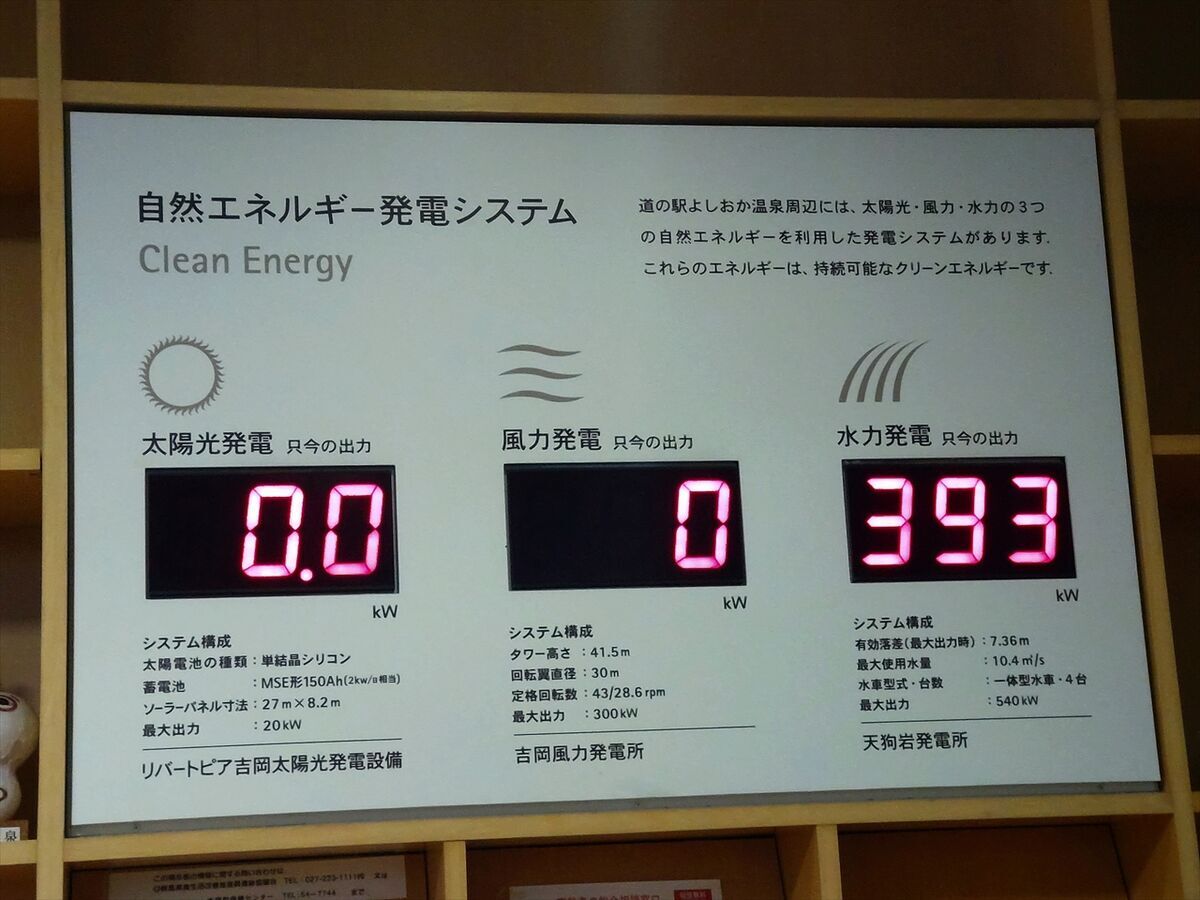 自然エネルギー発電システム
Clean Energy
道の駅よしおか温泉周辺には、太陽光・風力・水力の3つ
の自然エネルギーを利用した発電システムがあります.
これらのエネルギーは、持続可能なクリーンエネルギーです.
太陽光発電 只今の出力
0.0
kW
システム構成
太陽電池の種類：単結晶シリコン
蓄電池 ：MSE形150Ah(2kw/日相当)
ソーラーパネル寸法：27m×8.2m
最大出力 ：20kW
リバートピア吉岡太陽光発電設備
風力発電 只今の出力
0
kW
システム構成
タワー高さ ：41.5m
回転翼直径 ：30m
定格回転数 ：43/28.6rpm
最大出力 ：300kW
吉岡風力発電所
水力発電 只今の出力
393
kW
システム構成
有効落差(最大出力時)：7.36m
最大使用水量 ：10.4㎥/s
水車型式・台数 ：一体型水車・4台
最大出力 ：540kW
天狗岩発電所
泉
TEL：027-223-1111㈹ 又は
TEL：54-7744 まで